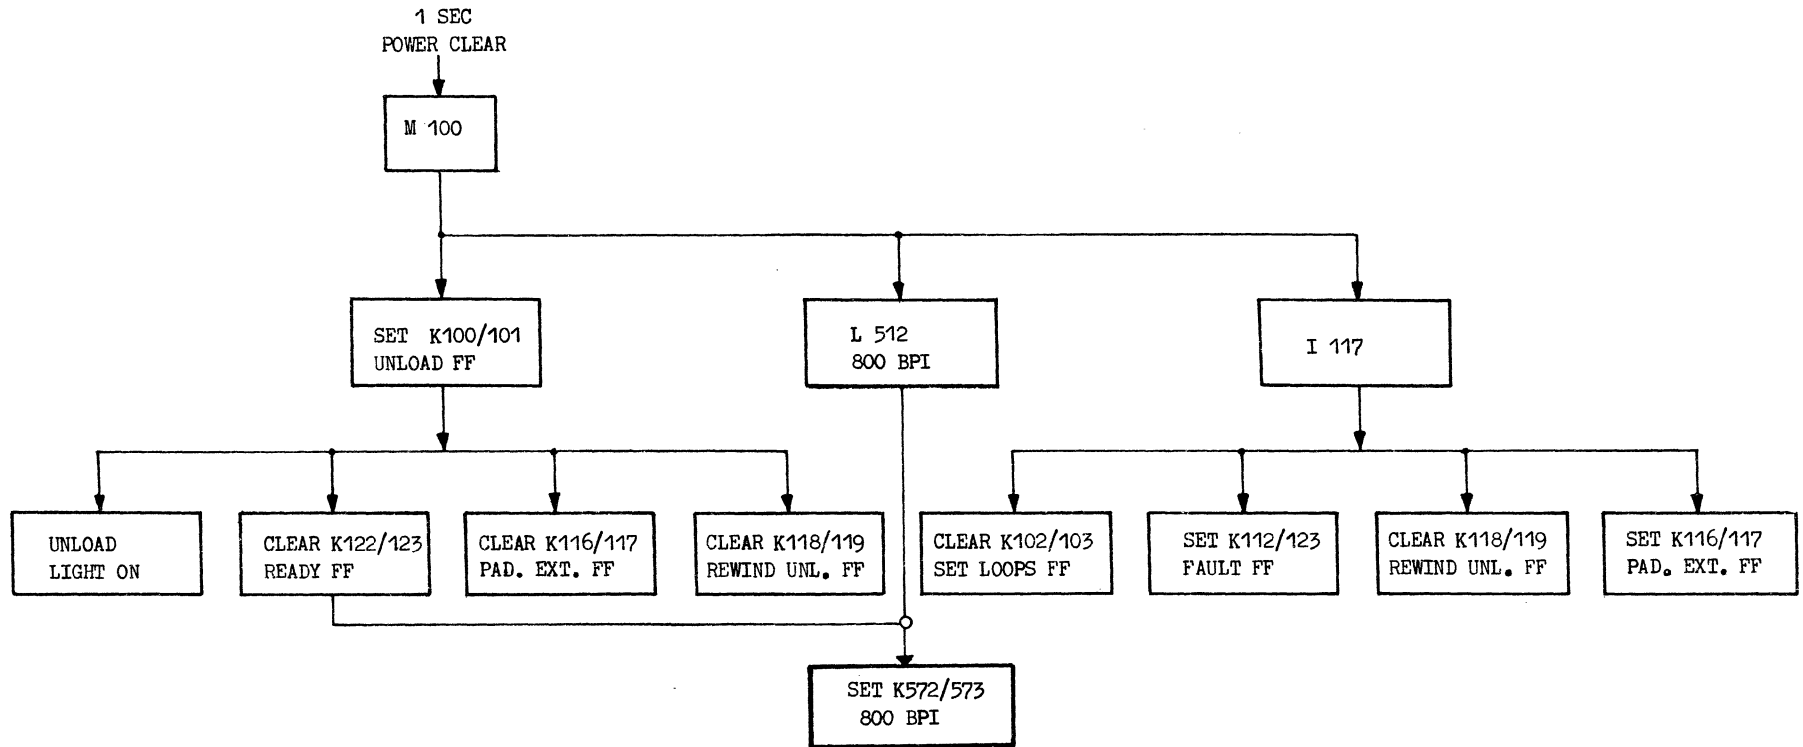 1 SEC
POWER CLEAR
M 100
SET K100/101
UNLOAD FF
L 512
800 BPI
I 117
UNLOAD
LIGHT ON
CLEAR K122/123
READY FF
CLEAR K116/117
PAD. EXT. FF
CLEAR K118/119
REWIND UNL. FF
CLEAR K102/103
SET LOOPS FF
SET K112/123
FAULT FF
CLEAR K118/119
REWIND UNL. FF
SET K116/117
PAD. EXT. FF
SET K572/573
800 BPI